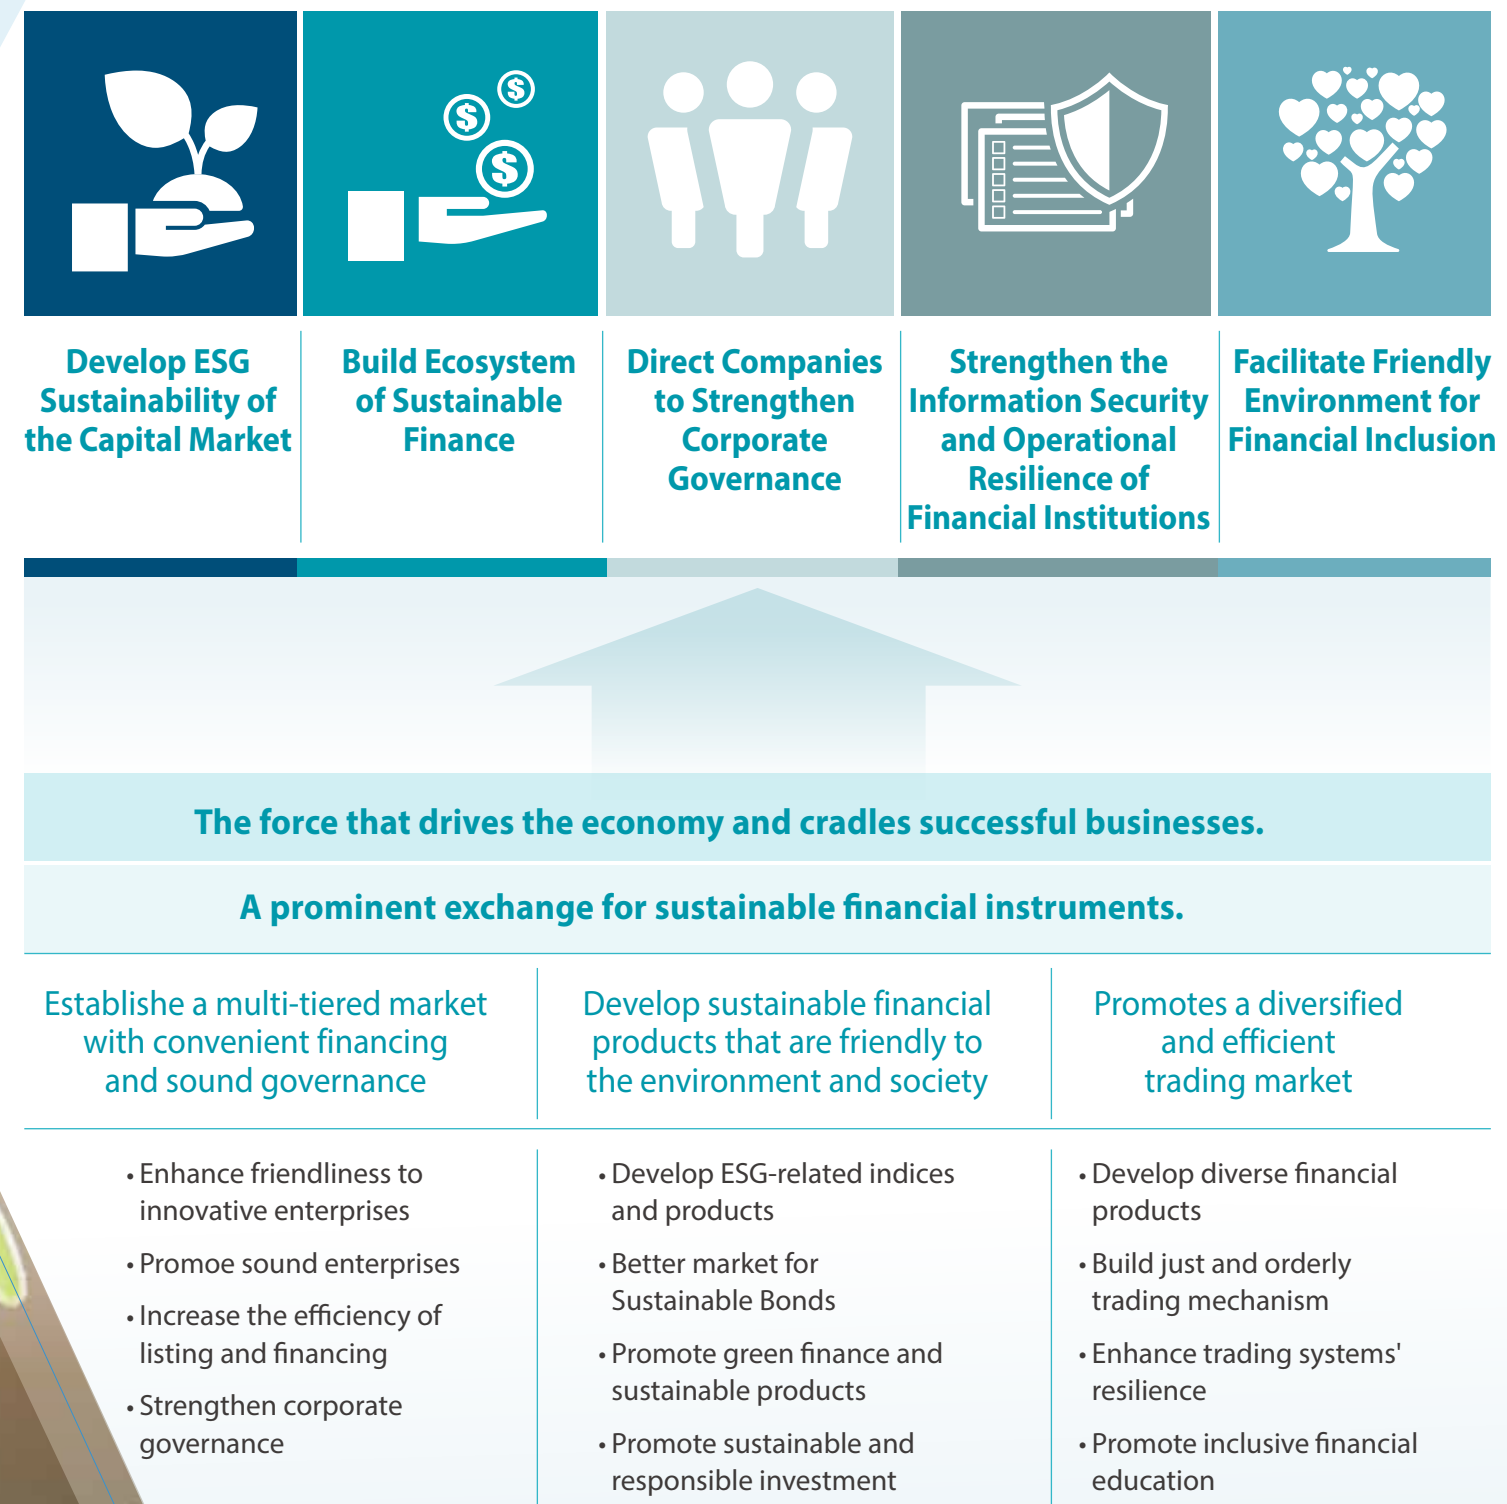 Develop ESG
Sustainability of
the Capital Market
Build Ecosystem
of Sustainable
Finance
Direct Companies
to Strengthen
Corporate
Governance
Strengthen the
Information Security
and Operational
Resilience of
Financial Institutions
Facilitate Friendly
Environment for
Financial Inclusion
The force that drives the economy and cradles successful businesses.
A prominent exchange for sustainable financial instruments.
Establishe a multi-tiered market
with convenient financing
and sound governance
Develop sustainable financial
products that are friendly to
the environment and society
Promotes a diversified
and efficient
trading market
• Enhance friendliness to
innovative enterprises
• Promoe sound enterprises
• Increase the efficiency of
listing and financing
• Strengthen corporate
governance
• Develop ESG-related indices
and products
• Better market for
Sustainable Bonds
• Promote green finance and
sustainable products
• Promote sustainable and
responsible investment
• Develop diverse financial
products
• Build just and orderly
trading mechanism
• Enhance trading systems'
resilience
• Promote inclusive financial
education